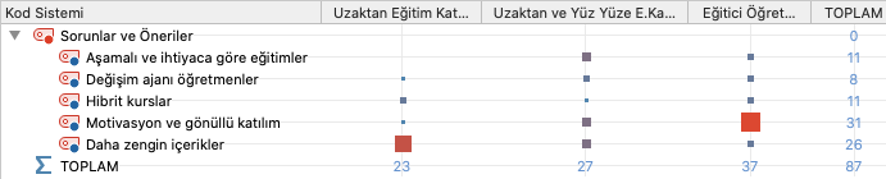 Kod Sistemi Uzaktan Eğitim Kat... Uzaktan ve Yüz Yüze E.Ka... Eğitici Öğret... TOPLAM
Sorunlar ve Öneriler 0
Aşamalı ve ihtiyaca göre eğitimler 11
Değişim ajanı öğretmenler 8
Hibrit kurslar 11
Motivasyon ve gönüllü katılım 31
Daha zengin içerikler 26
Σ TOPLAM 23 27 37 87